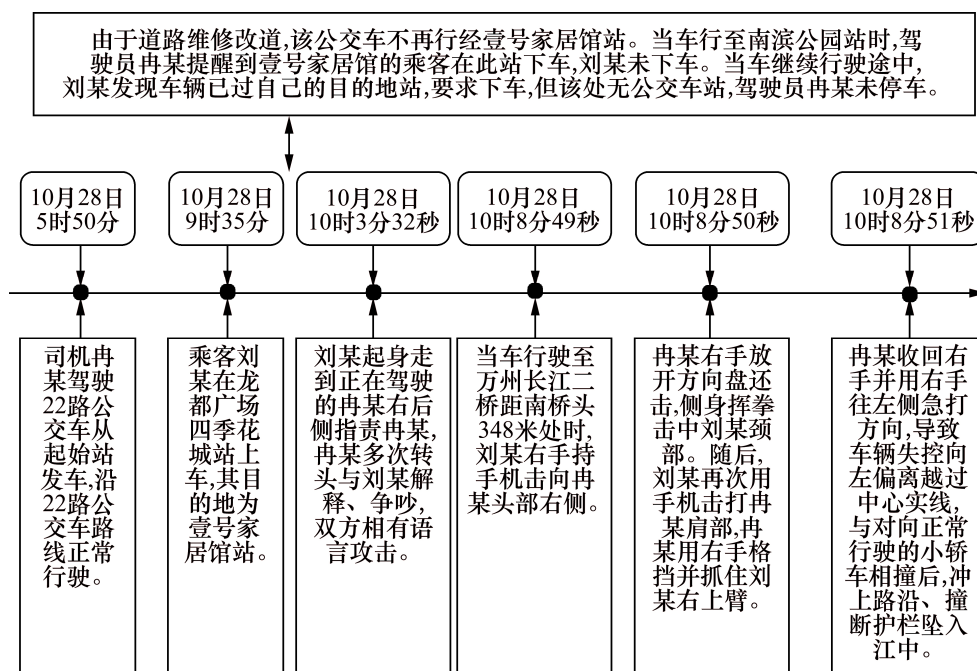 由于道路维修改道,该公交车不再行经壹号家居馆站。当车行至南滨公园站时,驾
驶员冉某提醒到壹号家居馆的乘客在此站下车,刘某未下车。当车继续行驶途中,
刘某发现车辆已过自己的目的地站,要求下车,但该处无公交车站,驾驶员冉某未停车。
10月28日
5时50分
10月28日
9时35分
10月28日
10时3分32秒
10月28日
10时8分49秒
10月28日
10时8分50秒
10月28日
10时8分51秒
司机冉
某驾驶
22路公
交车从
起始站
发车,沿
22路公
交车路
线正常
行驶。
乘客刘
某在龙
都广场
四季花
城站上
车,其目
的地为
壹号家
居馆站。
刘某起身走
到正在驾驶
的冉某右后
侧指责冉某,
冉某多次转
头与刘某解
释、争吵,
双方相有语
言攻击。
当车行驶至
万州长江二
桥距南桥头
348米处时,
刘某右手持
手机击向冉
某头部右侧。
冉某右手放
开方向盘还
击,侧身挥拳
击中刘某颈
部。随后,
刘某再次用
手机击打冉
某肩部,冉
某用右手格
挡并抓住刘
某右上臂。
冉某收回右
手并用右手
往左侧急打
方向,导致
车辆失控向
左偏离越过
中心实线,
与对向正常
行驶的小轿
车相撞后,冲
上路沿、撞
断护栏坠入
江中。